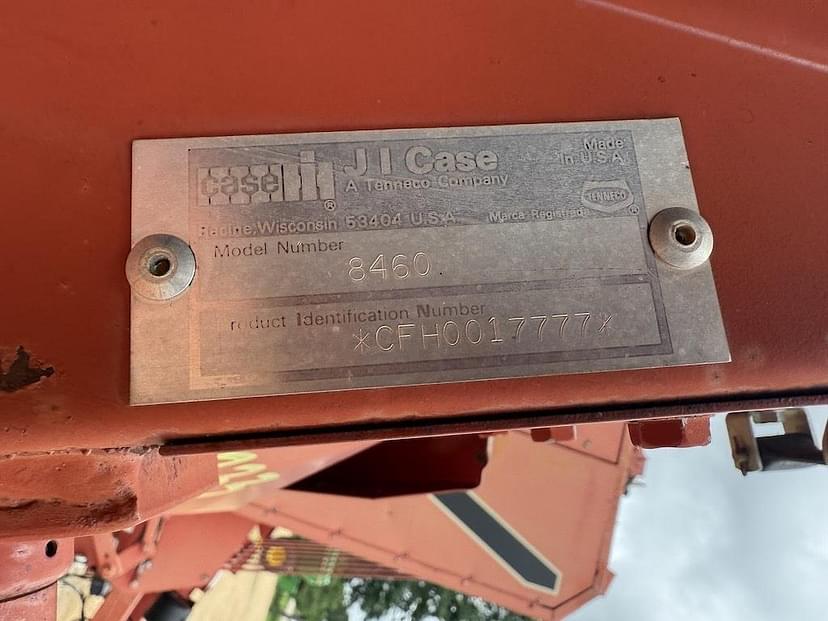 case IH ®
J I Case
A Tenneco Company
Made
In U.S.A.
TENNECO ®
Racine, Wisconsin 53404 U.S.A. Marca Registrada
Model Number
8460
roduct Identification Number
*CFH0017777*